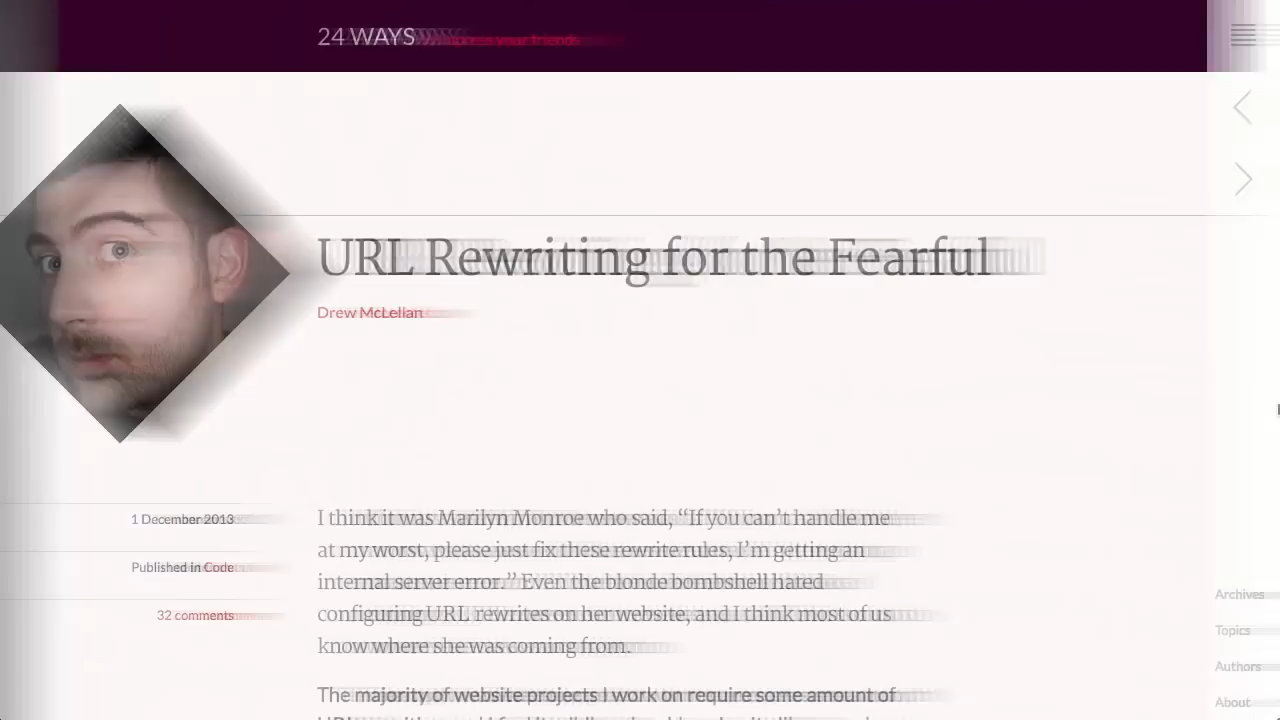 24 WAYS
impress your friends
URL Rewriting for the Fearful
Drew McLellan
1 December 2013
Published in Code
32 comments
I think it was Marilyn Monroe who said, “If you can’t handle me
at my worst, please just fix these rewrite rules, I’m getting an
internal server error.” Even the blonde bombshell hated
configuring URL rewrites on her website, and I think most of us
know where she was coming from.
The majority of website projects I work on require some amount of
Archives
Topics
Authors
About